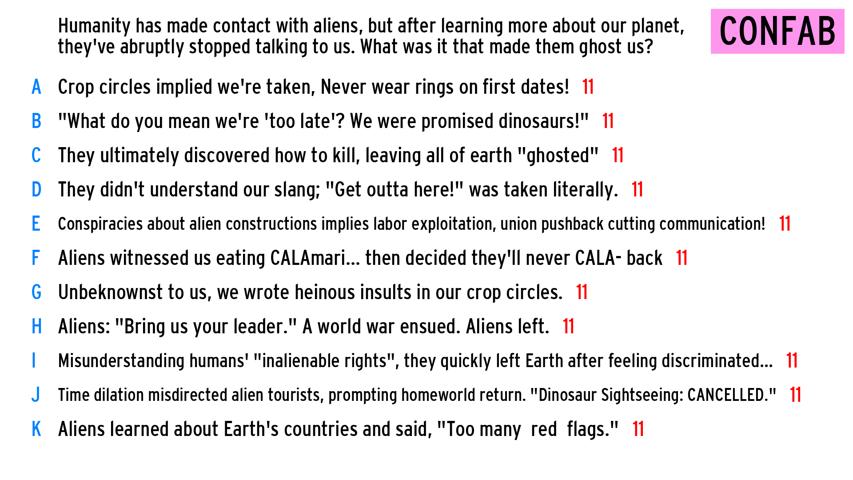 Humanity has made contact with aliens, but after learning more about our planet,
they've abruptly stopped talking to us. What was it that made them ghost us?
CONFAB
A Crop circles implied we're taken, Never wear rings on first dates! 11
B "What do you mean we're 'too late'? We were promised dinosaurs!" 11
C They ultimately discovered how to kill, leaving all of earth "ghosted" 11
D They didn't understand our slang; "Get outta here!" was taken literally. 11
E Conspiracies about alien constructions implies labor exploitation, union pushback cutting communication! 11
F Aliens witnessed us eating CALAmari... then decided they'll never CALA- back 11
G Unbeknownst to us, we wrote heinous insults in our crop circles. 11
H Aliens: "Bring us your leader." A world war ensued. Aliens left. 11
I Misunderstanding humans' "inalienable rights", they quickly left Earth after feeling discriminated... 11
J Time dilation misdirected alien tourists, prompting homeworld return. "Dinosaur Sightseeing: CANCELLED." 11
K Aliens learned about Earth's countries and said, "Too many red flags." 11